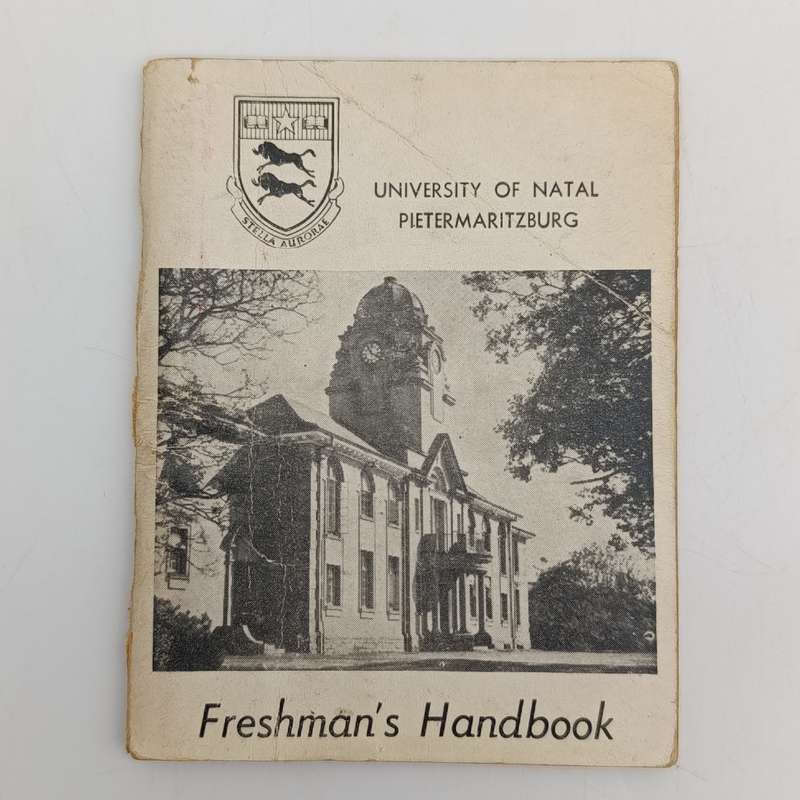 STELLA AURORAE
UNIVERSITY OF NATAL
PIETERMARITZBURG
Freshman's Handbook